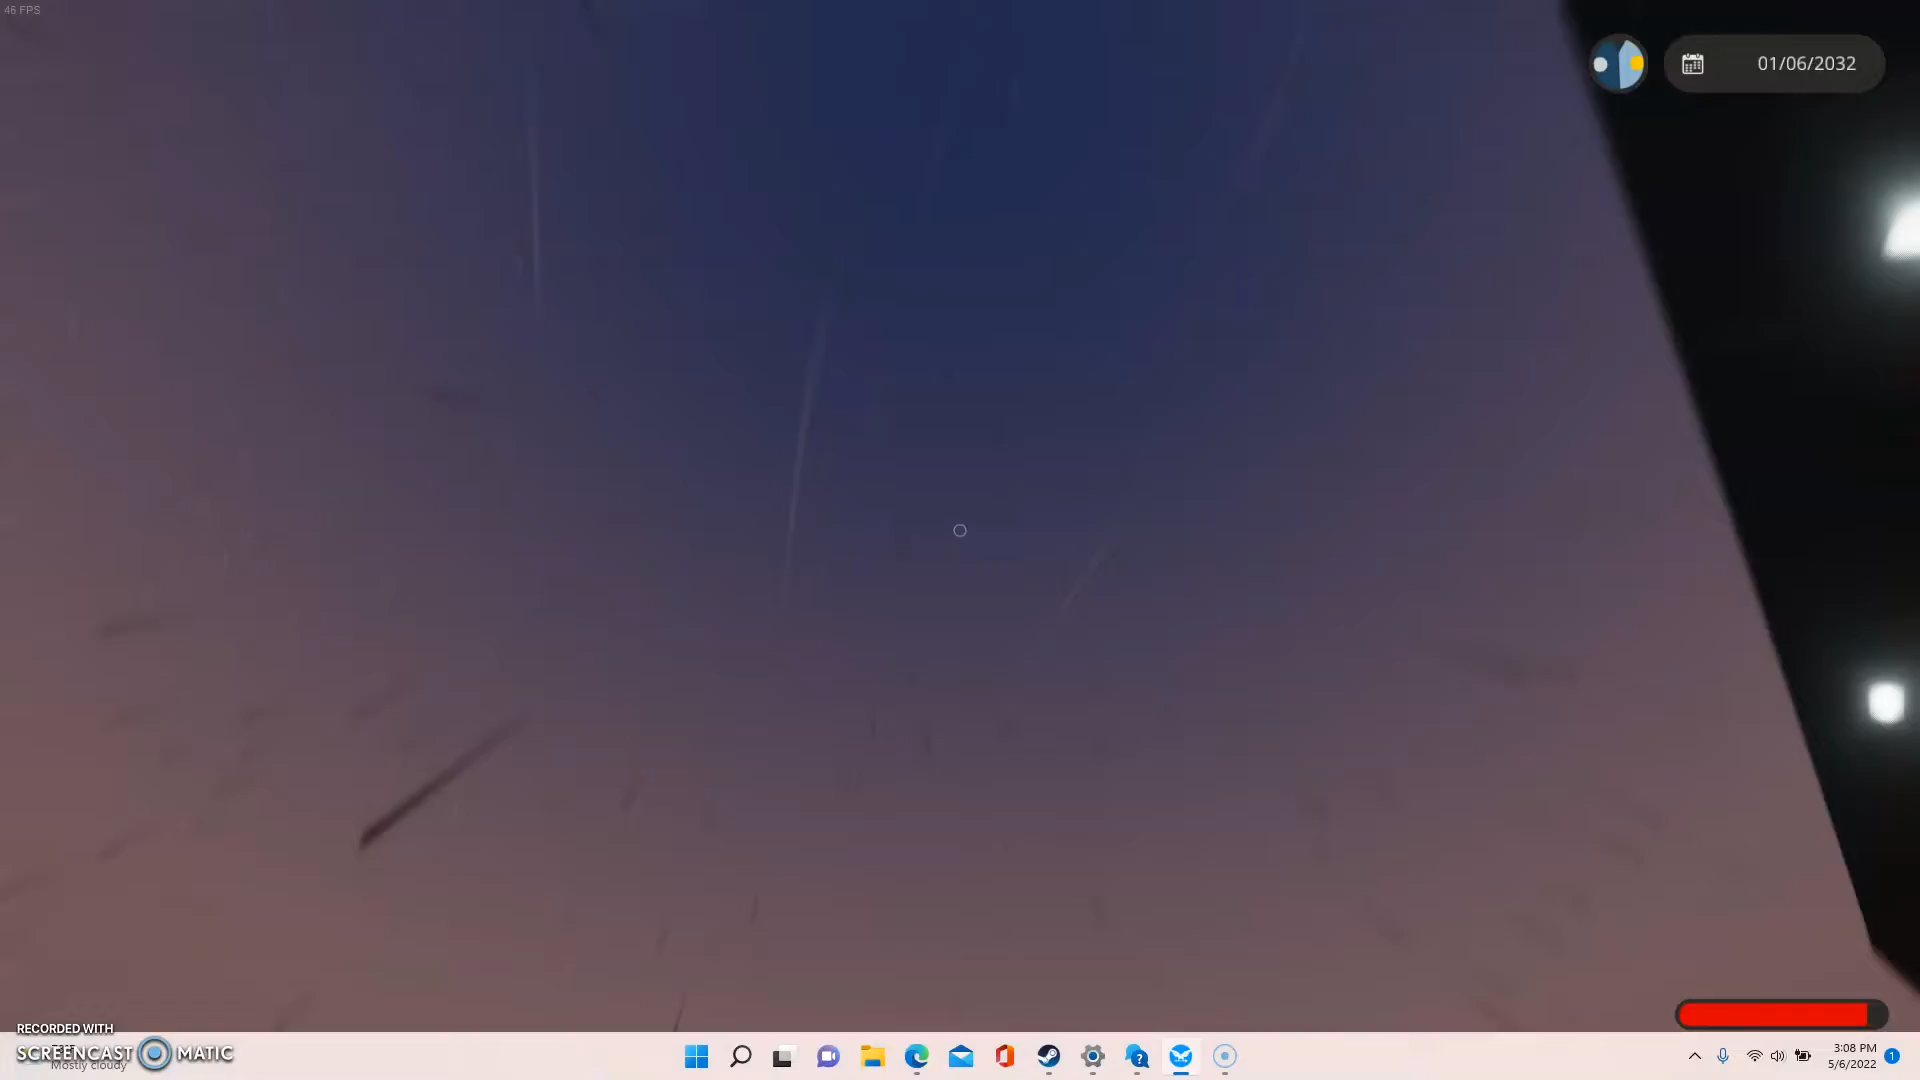 46 FPS
01/06/2032
RECORDED WITH
SCREENCAST MATIC
Mostly cloudy
3:08 PM
5/6/2022
1